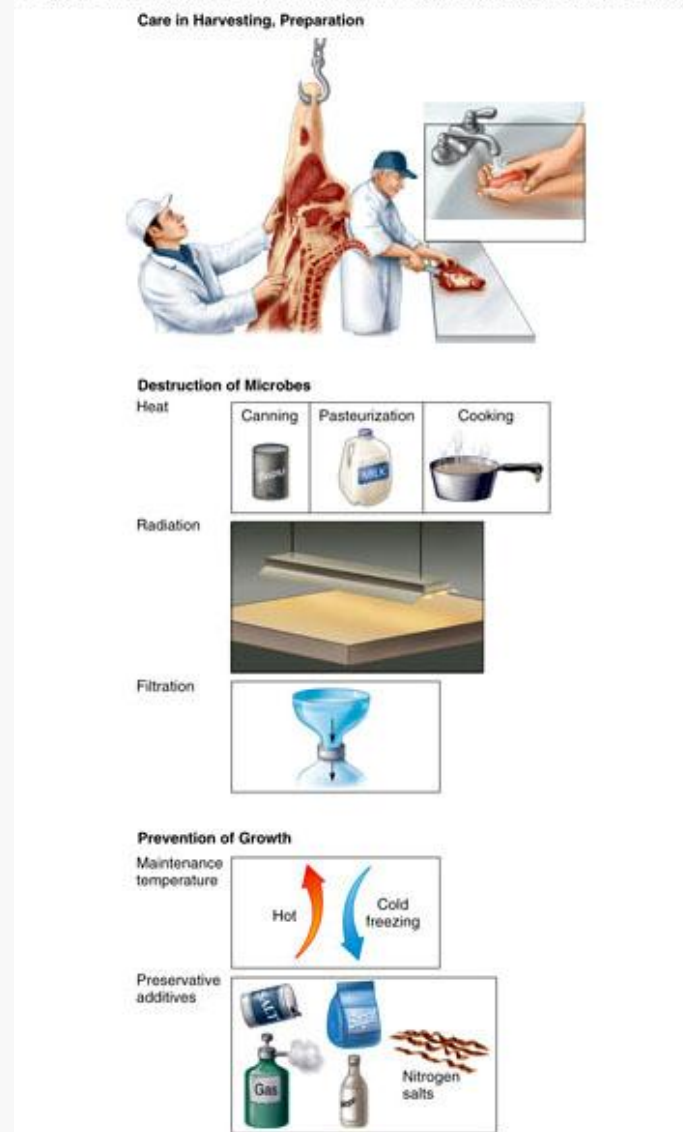 Care in Harvesting, Preparation
Destruction of Microbes
Heat
Canning
Pasteurization
Cooking
MILK
Radiation
Filtration
Prevention of Growth
Maintenance
temperature
Hot
Cold
freezing
Preservative
additives
SALT
Gas
Nitrogen
salts